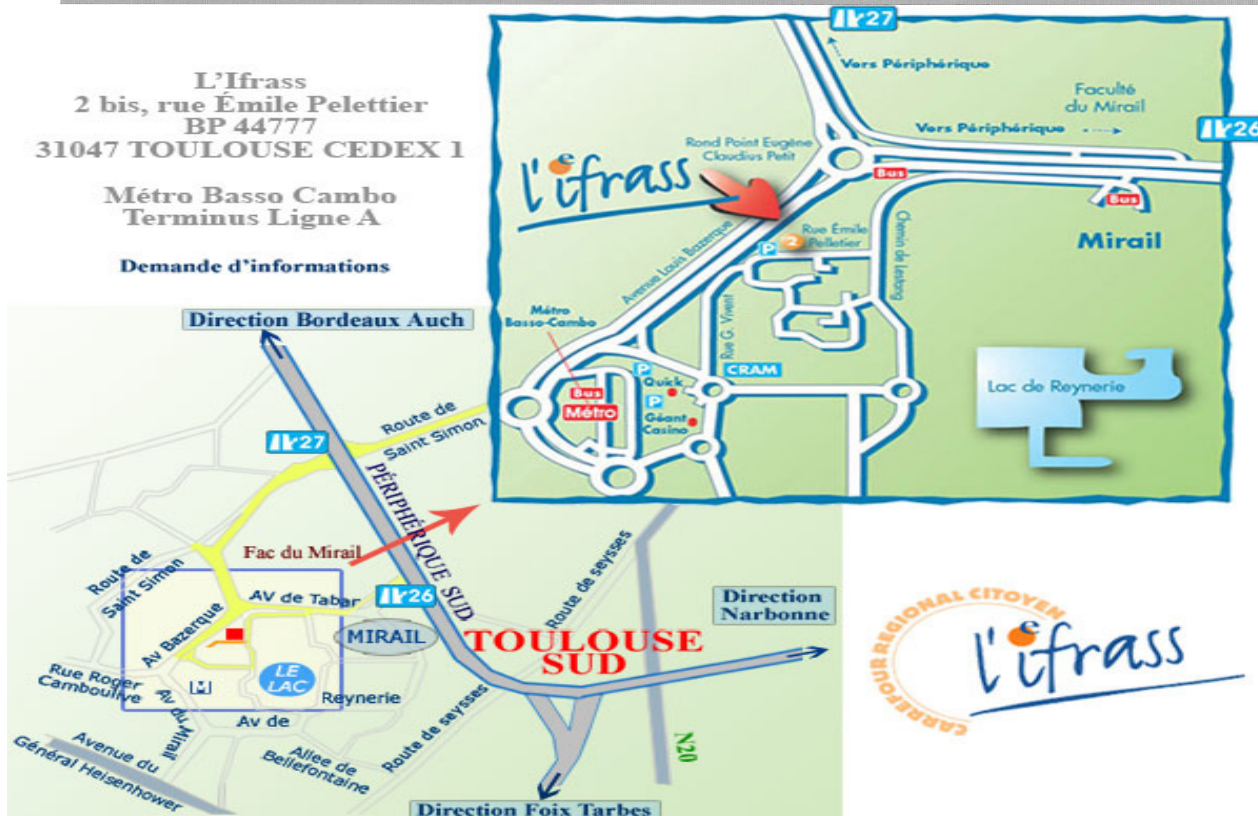 L'Ifrass
2 bis, rue Émile Pelettier
BP 44777
31047 TOULOUSE CEDEX 1
Métro Basso Cambo
Terminus Ligne A
Demande d'informations
27
Vers Périphérique
Faculté
du Mirail
Vers Périphérique
26
Rond Point Eugène
Claudius Petit
l'ifrass
Bus
Bus
Mirail
P
2
Rue Émile
Pelletier
Avenue Louis Bazerque
Chemin de Lestang
Métro
Basso-Cambo
Rue G. Vivent
CRAM
P
Quick
Bus
Métro
P
Géant
Casino
Lac de Reynerie
Direction Bordeaux Auch
27
Route de
Saint Simon
PÉRIPHÉRIQUE SUD
Fac du Mirail
Route de
Saint Simon
26
AV de Tabar
Av Bazerque
MIRAIL
TOULOUSE
SUD
Route de seysses
Direction
Narbonne
LE
LAC
M
Rue Roger
Camboulive
Reynerie
Av du
Mirail
Av de
Allee de
Bellefontaine
Route de seysses
N20
Avenue du
Général Heisenhower
Direction Foix Tarbes
CARREFOUR REGIONAL CITOYEN
l'ifrass